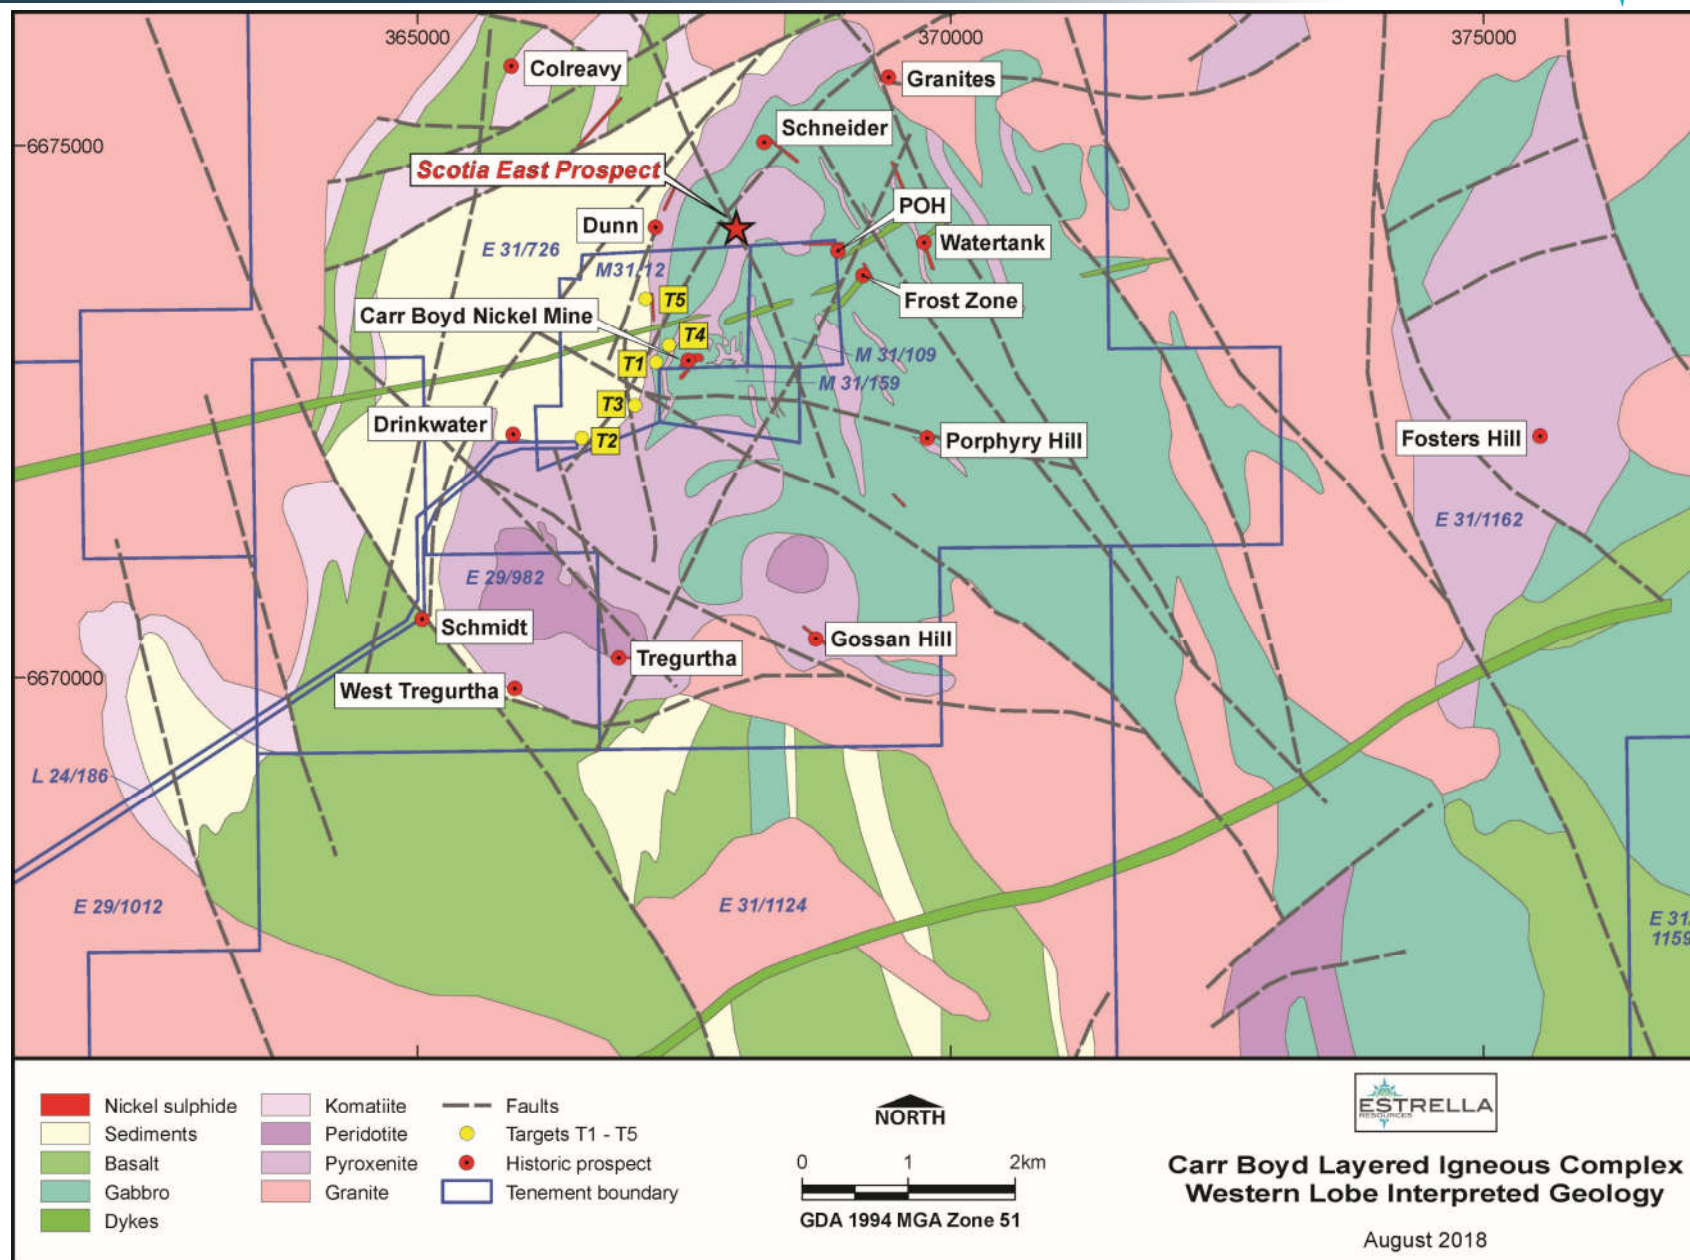 365000
370000
375000
Colreavy
Granites
Schneider
6675000
Scotia East Prospect
POH
Dunn
Watertank
E 31/726
M31/12
T5
Frost Zone
Carr Boyd Nickel Mine
T4
T1
M 31/109
M 31/159
T3
Drinkwater
T2
Porphyry Hill
Fosters Hill
E 31/1162
E 29/982
Schmidt
Gossan Hill
Tregurtha
6670000
West Tregurtha
L 24/186
E 29/1012
E 31/1124
E 31/
1159
Nickel sulphide
Sediments
Basalt
Gabbro
Dykes
Komatiite
Peridotite
Pyroxenite
Granite
Faults
Targets T1 - T5
Historic prospect
Tenement boundary
NORTH
0 1 2km
GDA 1994 MGA Zone 51
ESTRELLA
RESOURCES
Carr Boyd Layered Igneous Complex
Western Lobe Interpreted Geology
August 2018